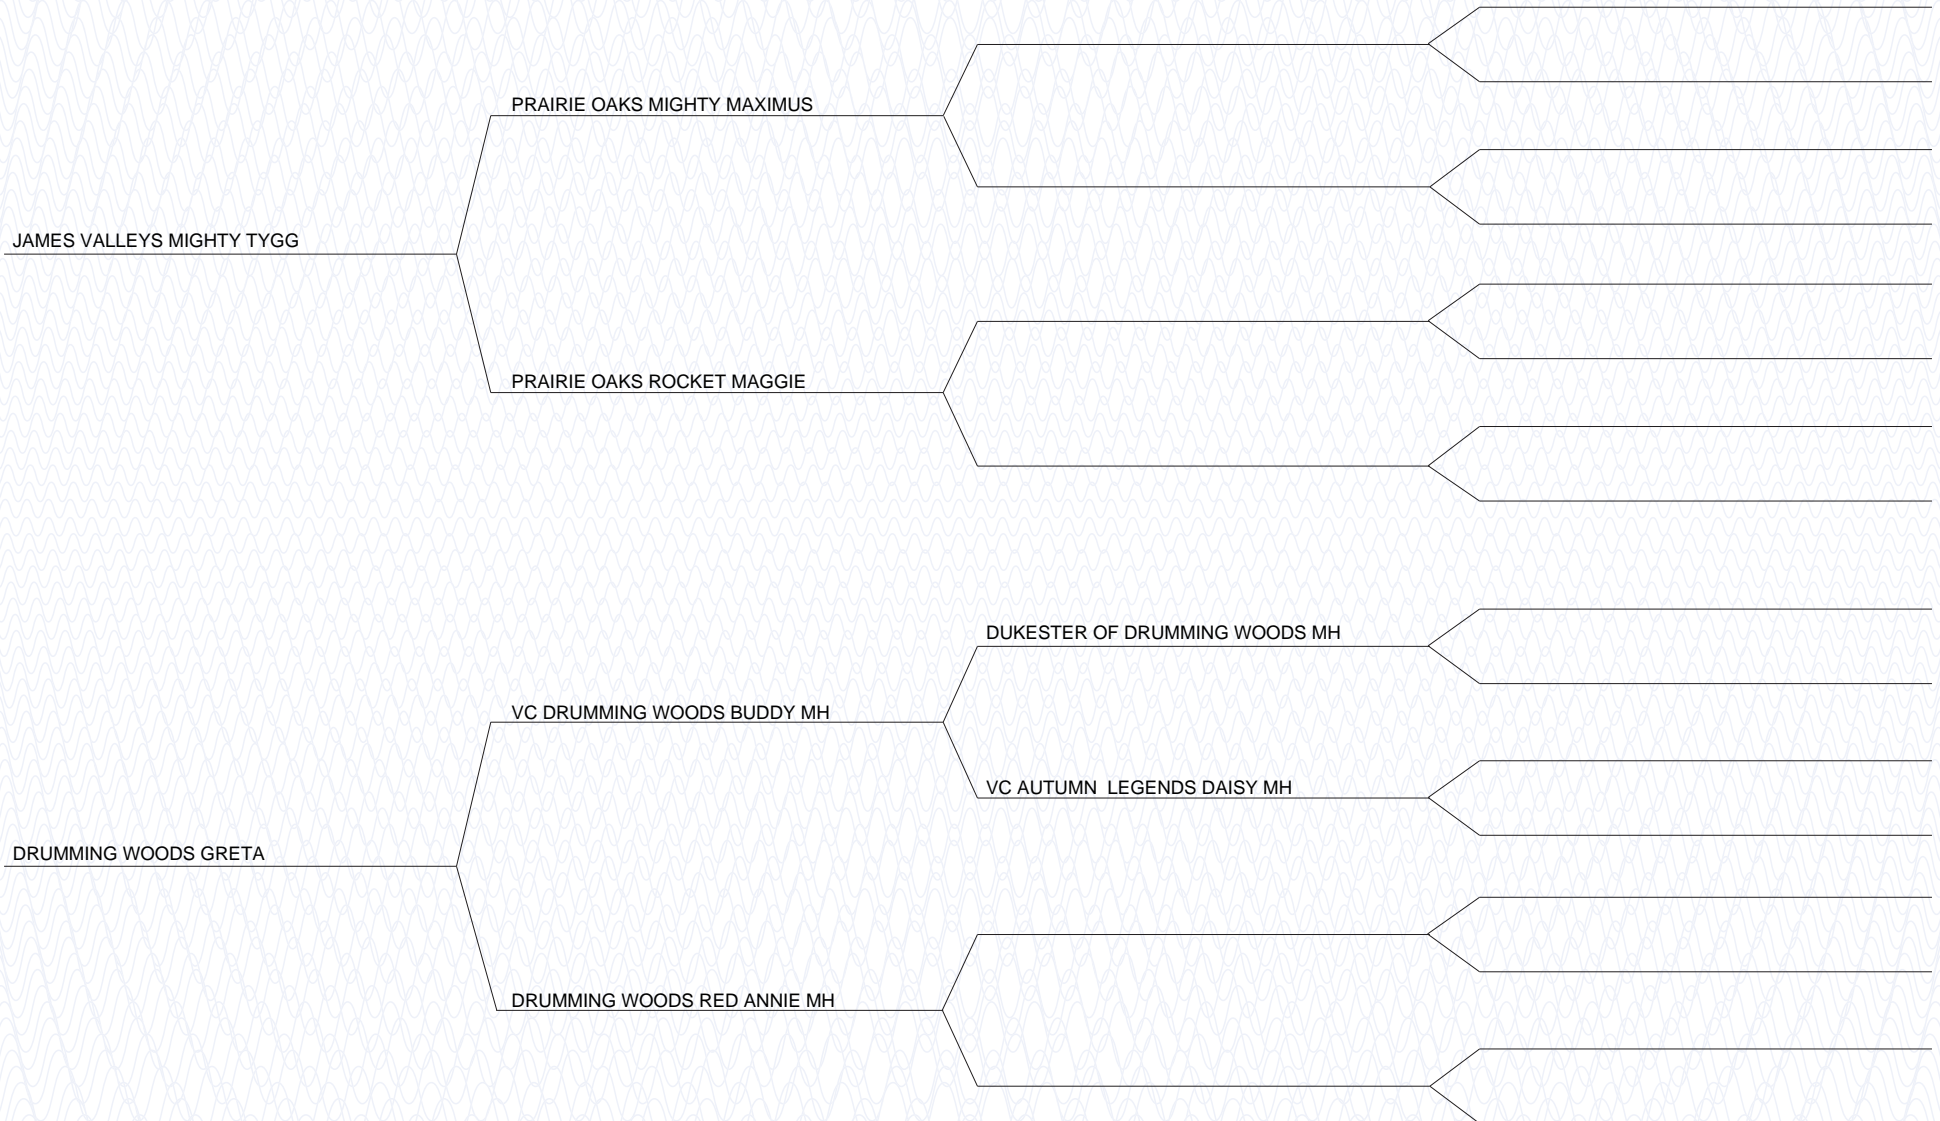 PRAIRIE OAKS MIGHTY MAXIMUS
JAMES VALLEYS MIGHTY TYGG
PRAIRIE OAKS ROCKET MAGGIE
DUKESTER OF DRUMMING WOODS MH
VC DRUMMING WOODS BUDDY MH
VC AUTUMN  LEGENDS DAISY MH
DRUMMING WOODS GRETA
DRUMMING WOODS RED ANNIE MH